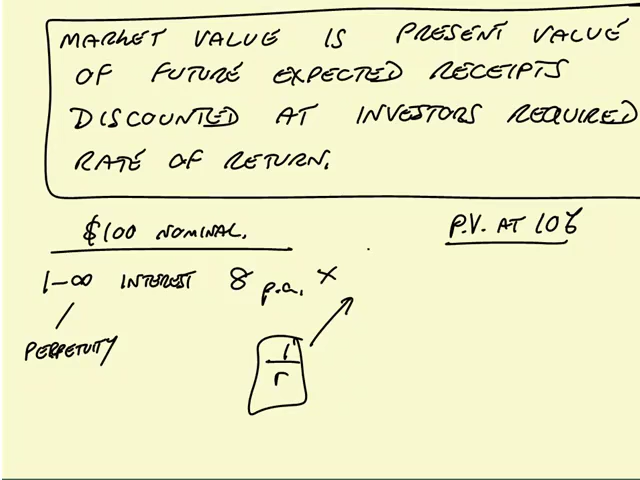 MARKET VALUE IS PRESENT VALUE
OF FUTURE EXPECTED RECEIPTS
DISCOUNTED AT INVESTORS REQUIRED
RATE OF RETURN.
$100 NOMINAL. P.V. AT 10%
1-∞ INTEREST 8 p.a. ×
PERPETUITY
1
r